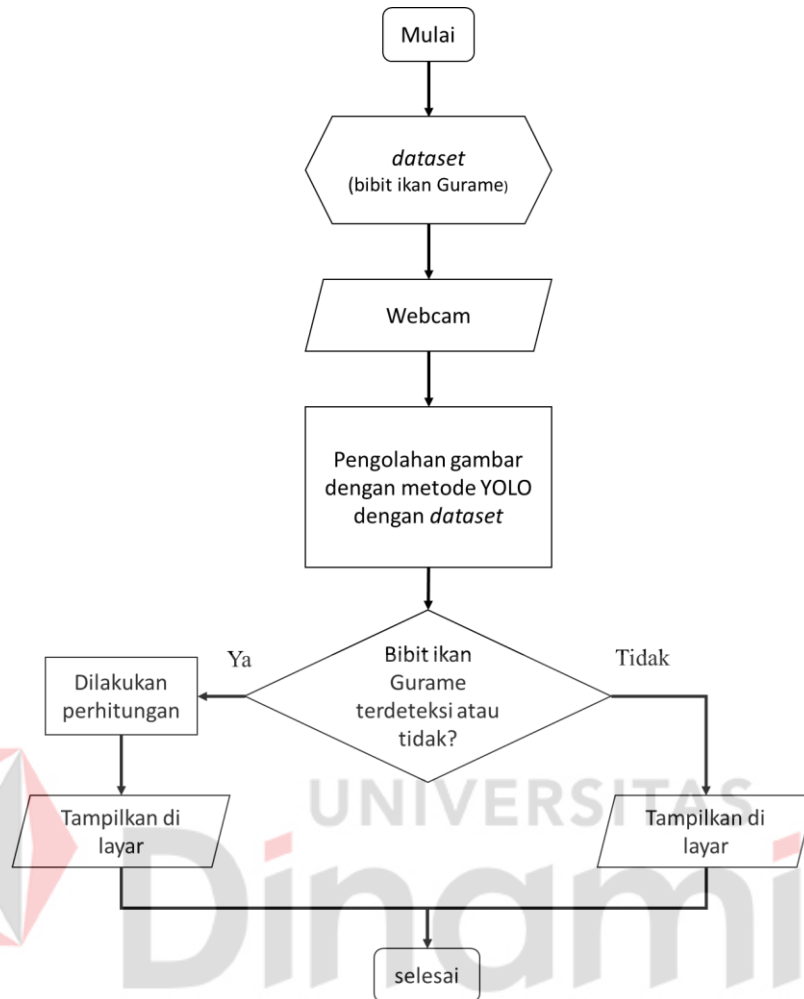 Mulai
dataset
(bibit ikan Gurame)
Webcam
Pengolahan gambar
dengan metode YOLO
dengan dataset
Ya
Bibit ikan
Gurame
terdeteksi atau
tidak?
Tidak
Dilakukan
perhitungan
Tampilkan di
layar
Tampilkan di
layar
UNIVERSITAS
Dinami
selesai